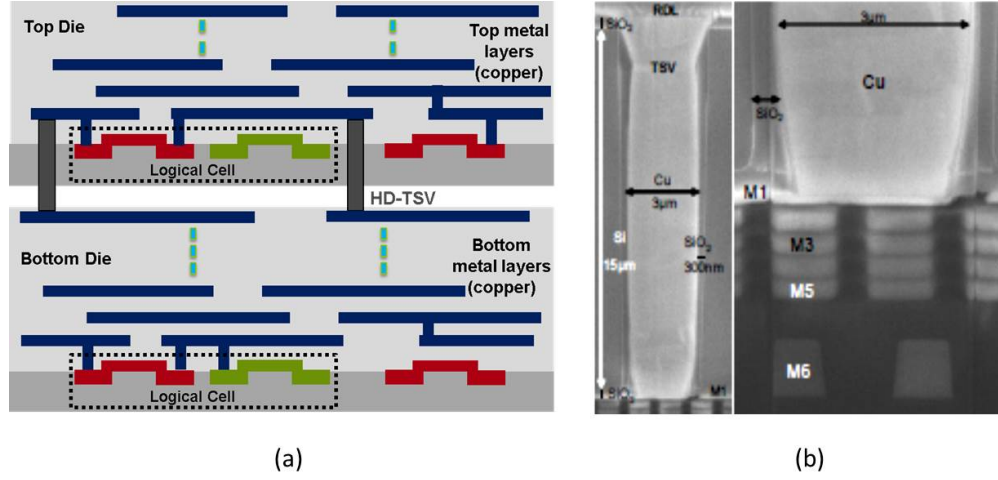 Top Die
Top metal
layers
(copper)
Logical Cell
HD-TSV
Bottom Die
Bottom
metal layers
(copper)
Logical Cell
(a)
RDL
SiO2
TSV
Cu
3µm
Si
15µm
SiO2
300nm
SiO2
M1
3µm
Cu
SiO2
M1
M3
M5
M6
(b)